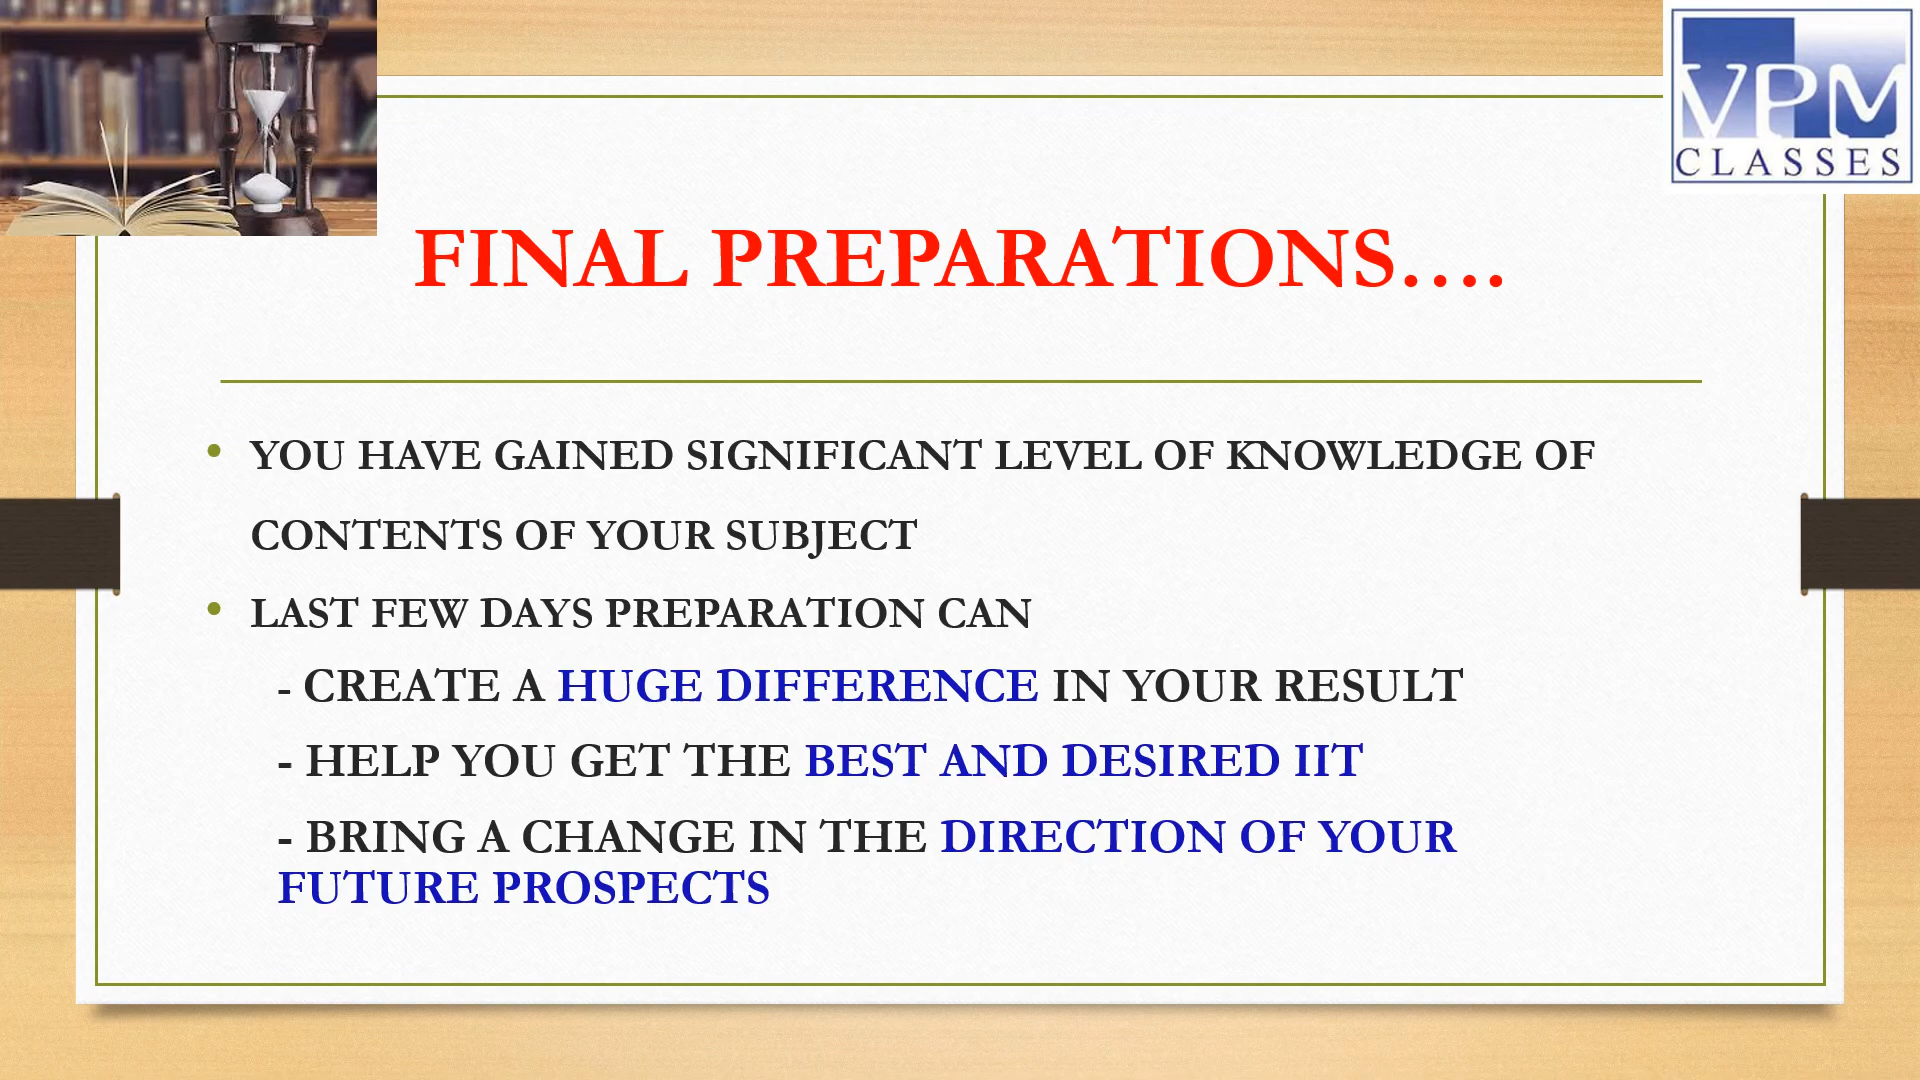 VPM
CLASSES
FINAL PREPARATIONS....
• YOU HAVE GAINED SIGNIFICANT LEVEL OF KNOWLEDGE OF
CONTENTS OF YOUR SUBJECT
• LAST FEW DAYS PREPARATION CAN
- CREATE A HUGE DIFFERENCE IN YOUR RESULT
- HELP YOU GET THE BEST AND DESIRED IIT
- BRING A CHANGE IN THE DIRECTION OF YOUR
FUTURE PROSPECTS